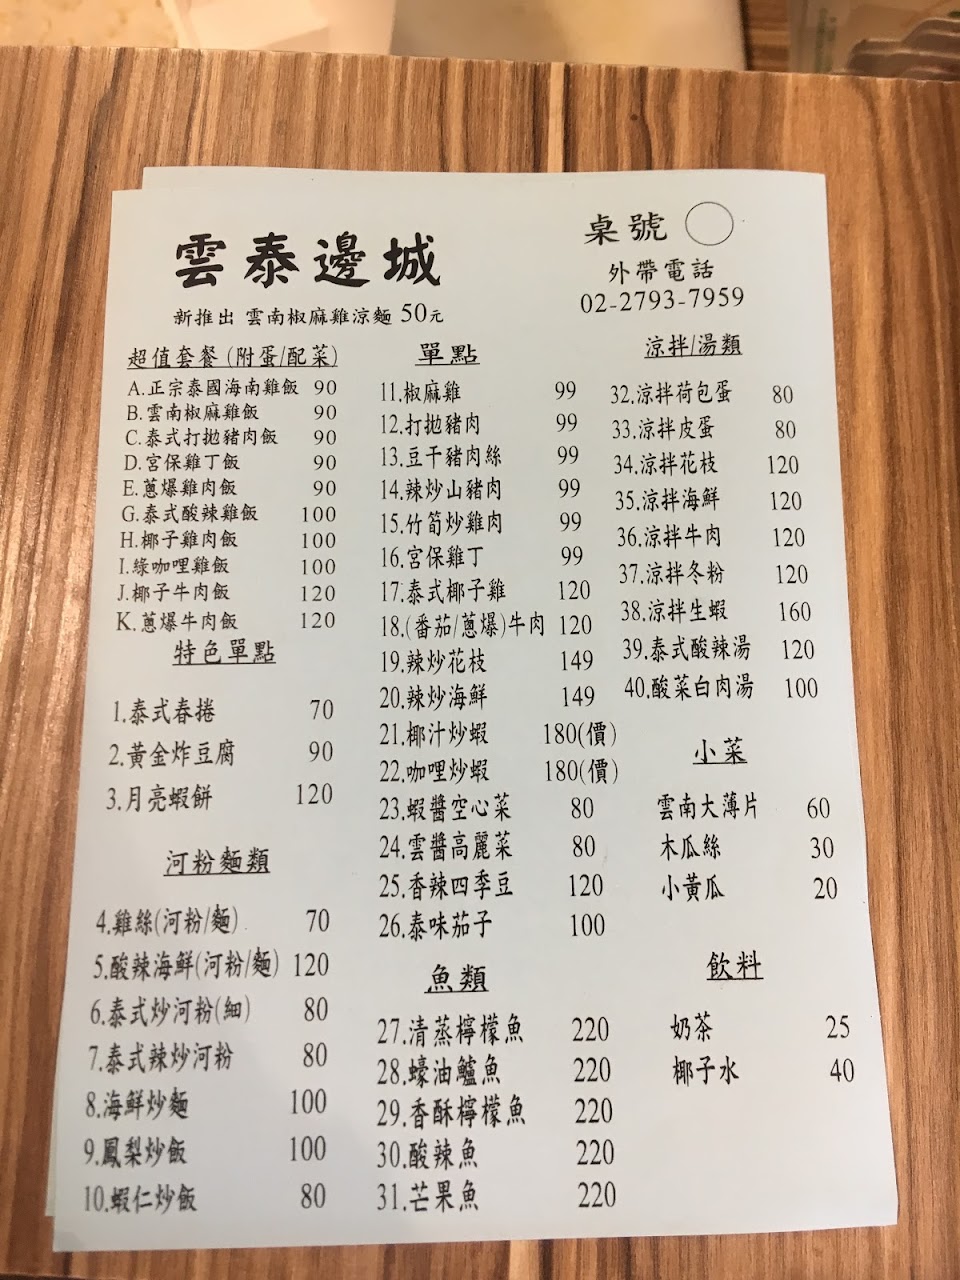 雲泰邊城
新推出 雲南椒麻雞涼麵 50元
桌號
外帶電話
02-2793-7959
超值套餐(附蛋/配菜)
A.正宗泰國海南雞飯 90
B.雲南椒麻雞飯 90
C.泰式打拋豬肉飯 90
D.宮保雞丁飯 90
E.蔥爆雞肉飯 90
G.泰式酸辣雞飯 100
H.椰子雞肉飯 100
I.綠咖哩雞飯 100
J.椰子牛肉飯 120
K.蔥爆牛肉飯 120
特色單點
1.泰式春捲 70
2.黃金炸豆腐 90
3.月亮蝦餅 120
河粉麵類
4.雞絲(河粉/麵) 70
5.酸辣海鮮(河粉/麵) 120
6.泰式炒河粉(細) 80
7.泰式辣炒河粉 80
8.海鮮炒麵 100
9.鳳梨炒飯 100
10.蝦仁炒飯 80
單點
11.椒麻雞 99
12.打拋豬肉 99
13.豆干豬肉絲 99
14.辣炒山豬肉 99
15.竹筍炒雞肉 99
16.宮保雞丁 99
17.泰式椰子雞 120
18.(番茄/蔥爆)牛肉 120
19.辣炒花枝 149
20.辣炒海鮮 149
21.椰汁炒蝦 180(價)
22.咖哩炒蝦 180(價)
23.蝦醬空心菜 80
24.雲醬高麗菜 80
25.香辣四季豆 120
26.泰味茄子 100
魚類
27.清蒸檸檬魚 220
28.蠔油鱸魚 220
29.香酥檸檬魚 220
30.酸辣魚 220
31.芒果魚 220
涼拌/湯類
32.涼拌荷包蛋 80
33.涼拌皮蛋 80
34.涼拌花枝 120
35.涼拌海鮮 120
36.涼拌牛肉 120
37.涼拌冬粉 120
38.涼拌生蝦 160
39.泰式酸辣湯 120
40.酸菜白肉湯 100
小菜
雲南大薄片 60
木瓜絲 30
小黃瓜 20
飲料
奶茶 25
椰子水 40